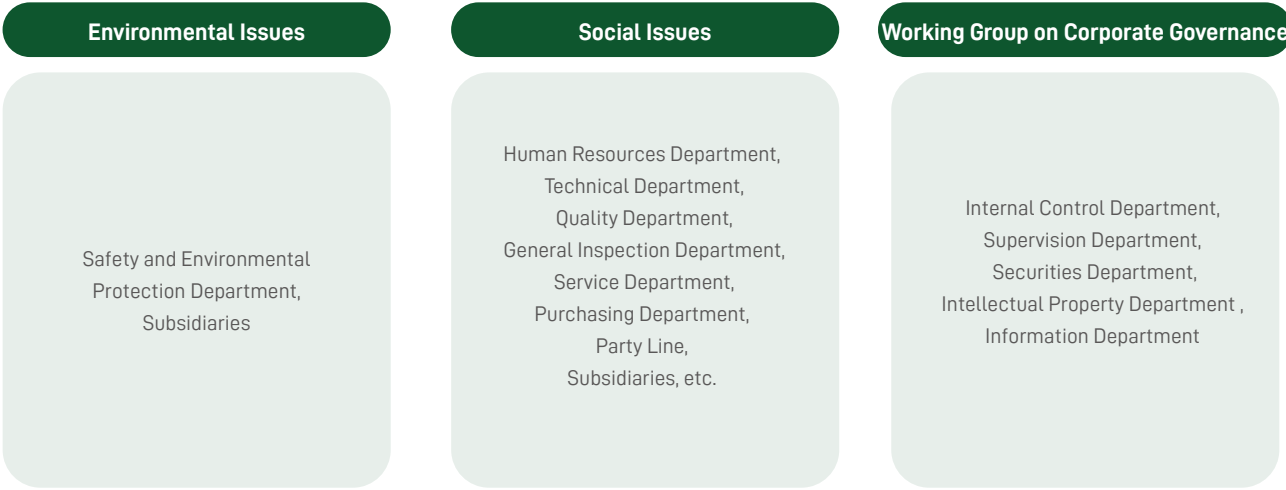 Environmental Issues
Safety and Environmental
Protection Department,
Subsidiaries
Social Issues
Human Resources Department,
Technical Department,
Quality Department,
General Inspection Department,
Service Department,
Purchasing Department,
Party Line,
Subsidiaries, etc.
Working Group on Corporate Governance
Internal Control Department,
Supervision Department,
Securities Department,
Intellectual Property Department ,
Information Department